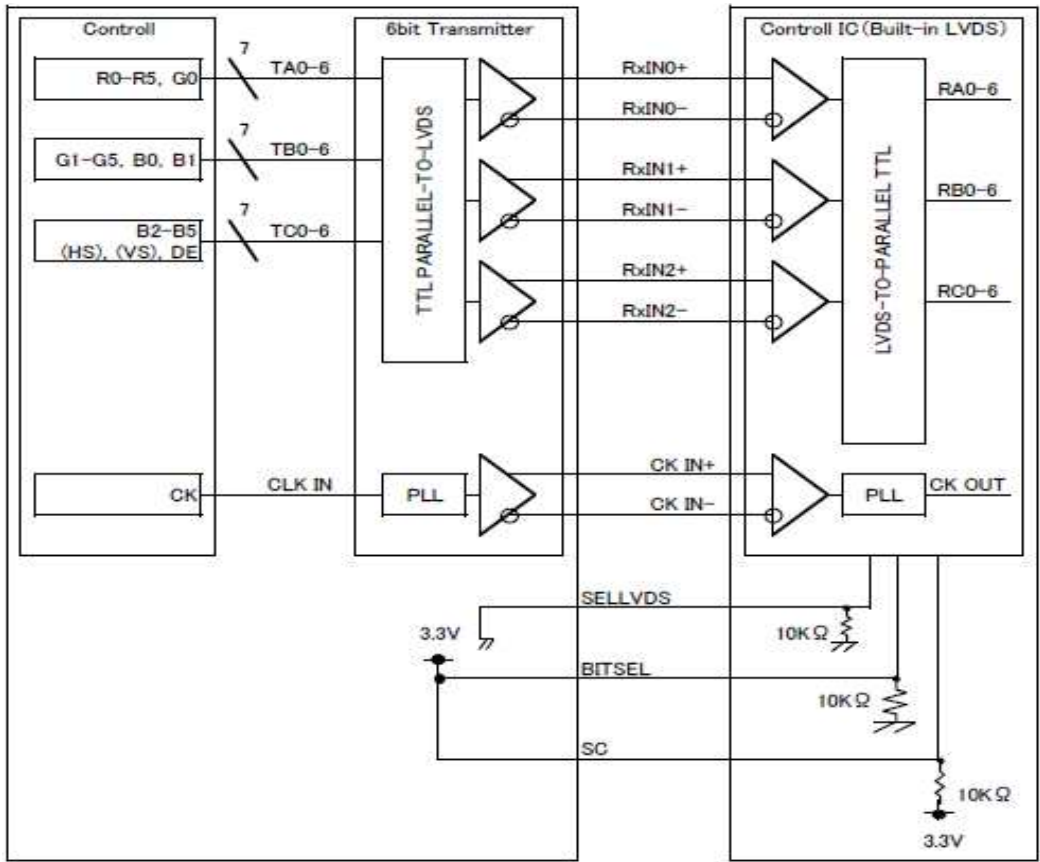 Controll
6bit Transmitter
Controll IC(Built-in LVDS)
R0-R5, G0
7
TA0-6
RxIN0+
RxIN0-
RA0-6
G1-G5, B0, B1
7
TB0-6
RxIN1+
RxIN1-
RB0-6
B2-B5
(HS), (VS), DE
7
TC0-6
RxIN2+
RxIN2-
RC0-6
TTL PARALLEL-TO-LVDS
LVDS-TO-PARALLEL TTL
CK
CLK IN
PLL
CK IN+
CK IN-
PLL
CK OUT
SELLVDS
10KΩ
3.3V
BITSEL
10KΩ
SC
10KΩ
3.3V